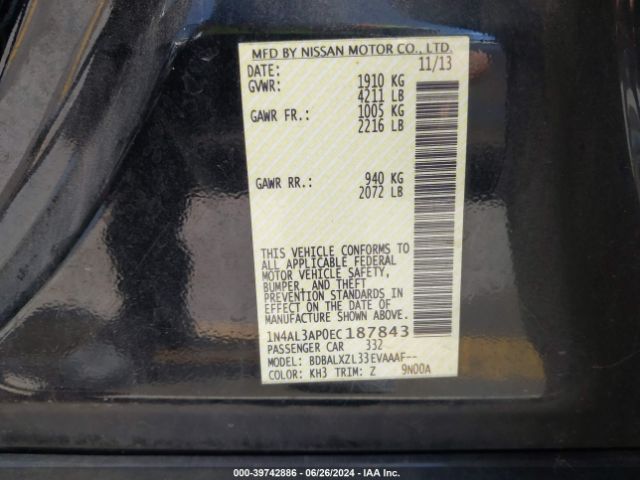 MFD BY NISSAN MOTOR CO., LTD.
DATE: 11/13
GVWR: 1910 KG
4211 LB
GAWR FR.: 1005 KG
2216 LB
GAWR RR.: 940 KG
2072 LB
THIS VEHICLE CONFORMS TO
ALL APPLICABLE FEDERAL
MOTOR VEHICLE SAFETY,
BUMPER, AND THEFT
PREVENTION STANDARDS IN
EFFECT ON THE DATE OF
MANUFACTURE SHOWN ABOVE.
1N4AL3AP0EC187843
PASSENGER CAR 332
MODEL: BDBALXZL33EVAAAF--
COLOR: KH3 TRIM: Z 9N00A
000-39742886 - 06/26/2024 - IAA Inc.